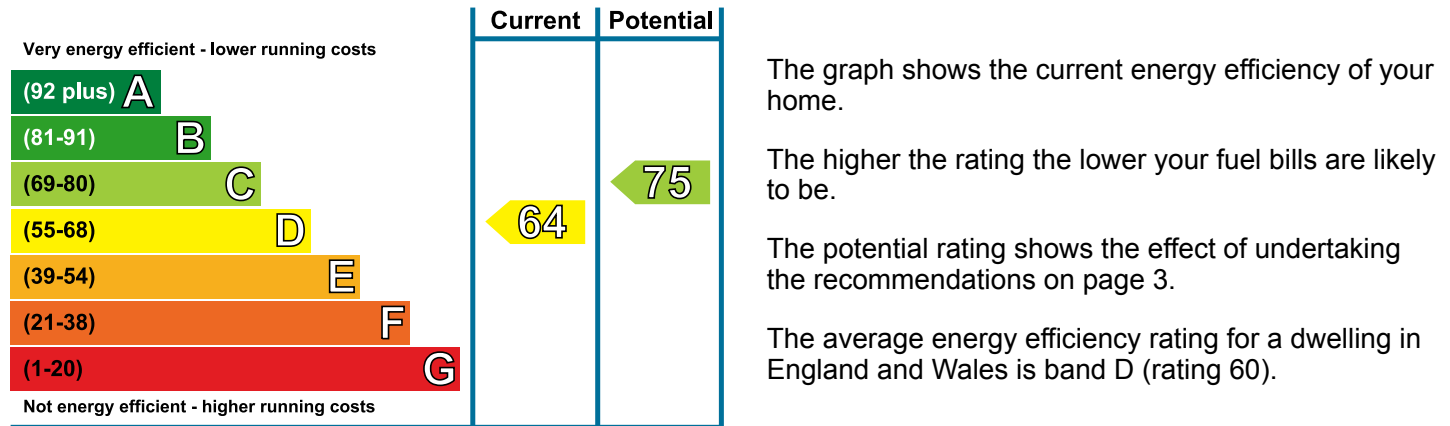 Current Potential
Very energy efficient - lower running costs
(92 plus) A
(81-91) B
(69-80) C
75
(55-68) D
64
(39-54) E
(21-38) F
(1-20) G
Not energy efficient - higher running costs
The graph shows the current energy efficiency of your
home.
The higher the rating the lower your fuel bills are likely
to be.
The potential rating shows the effect of undertaking
the recommendations on page 3.
The average energy efficiency rating for a dwelling in
England and Wales is band D (rating 60).